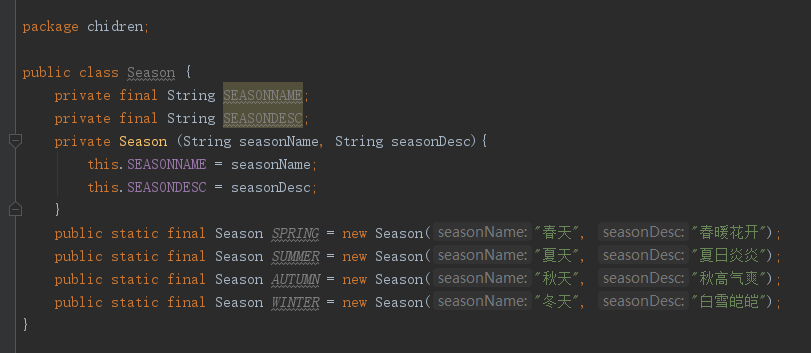 package chidren;
public class Season {
private final String SEASONNAME;
private final String SEASONDESC;
private Season (String seasonName, String seasonDesc){
this.SEASONNAME = seasonName;
this.SEASONDESC = seasonDesc;
}
public static final Season SPRING = new Season( seasonName: "春天", seasonDesc: "春暖花开");
public static final Season SUMMER = new Season( seasonName: "夏天", seasonDesc: "夏日炎炎");
public static final Season AUTUMN = new Season( seasonName: "秋天", seasonDesc: "秋高气爽");
public static final Season WINTER = new Season( seasonName: "冬天", seasonDesc: "白雪皑皑");
}